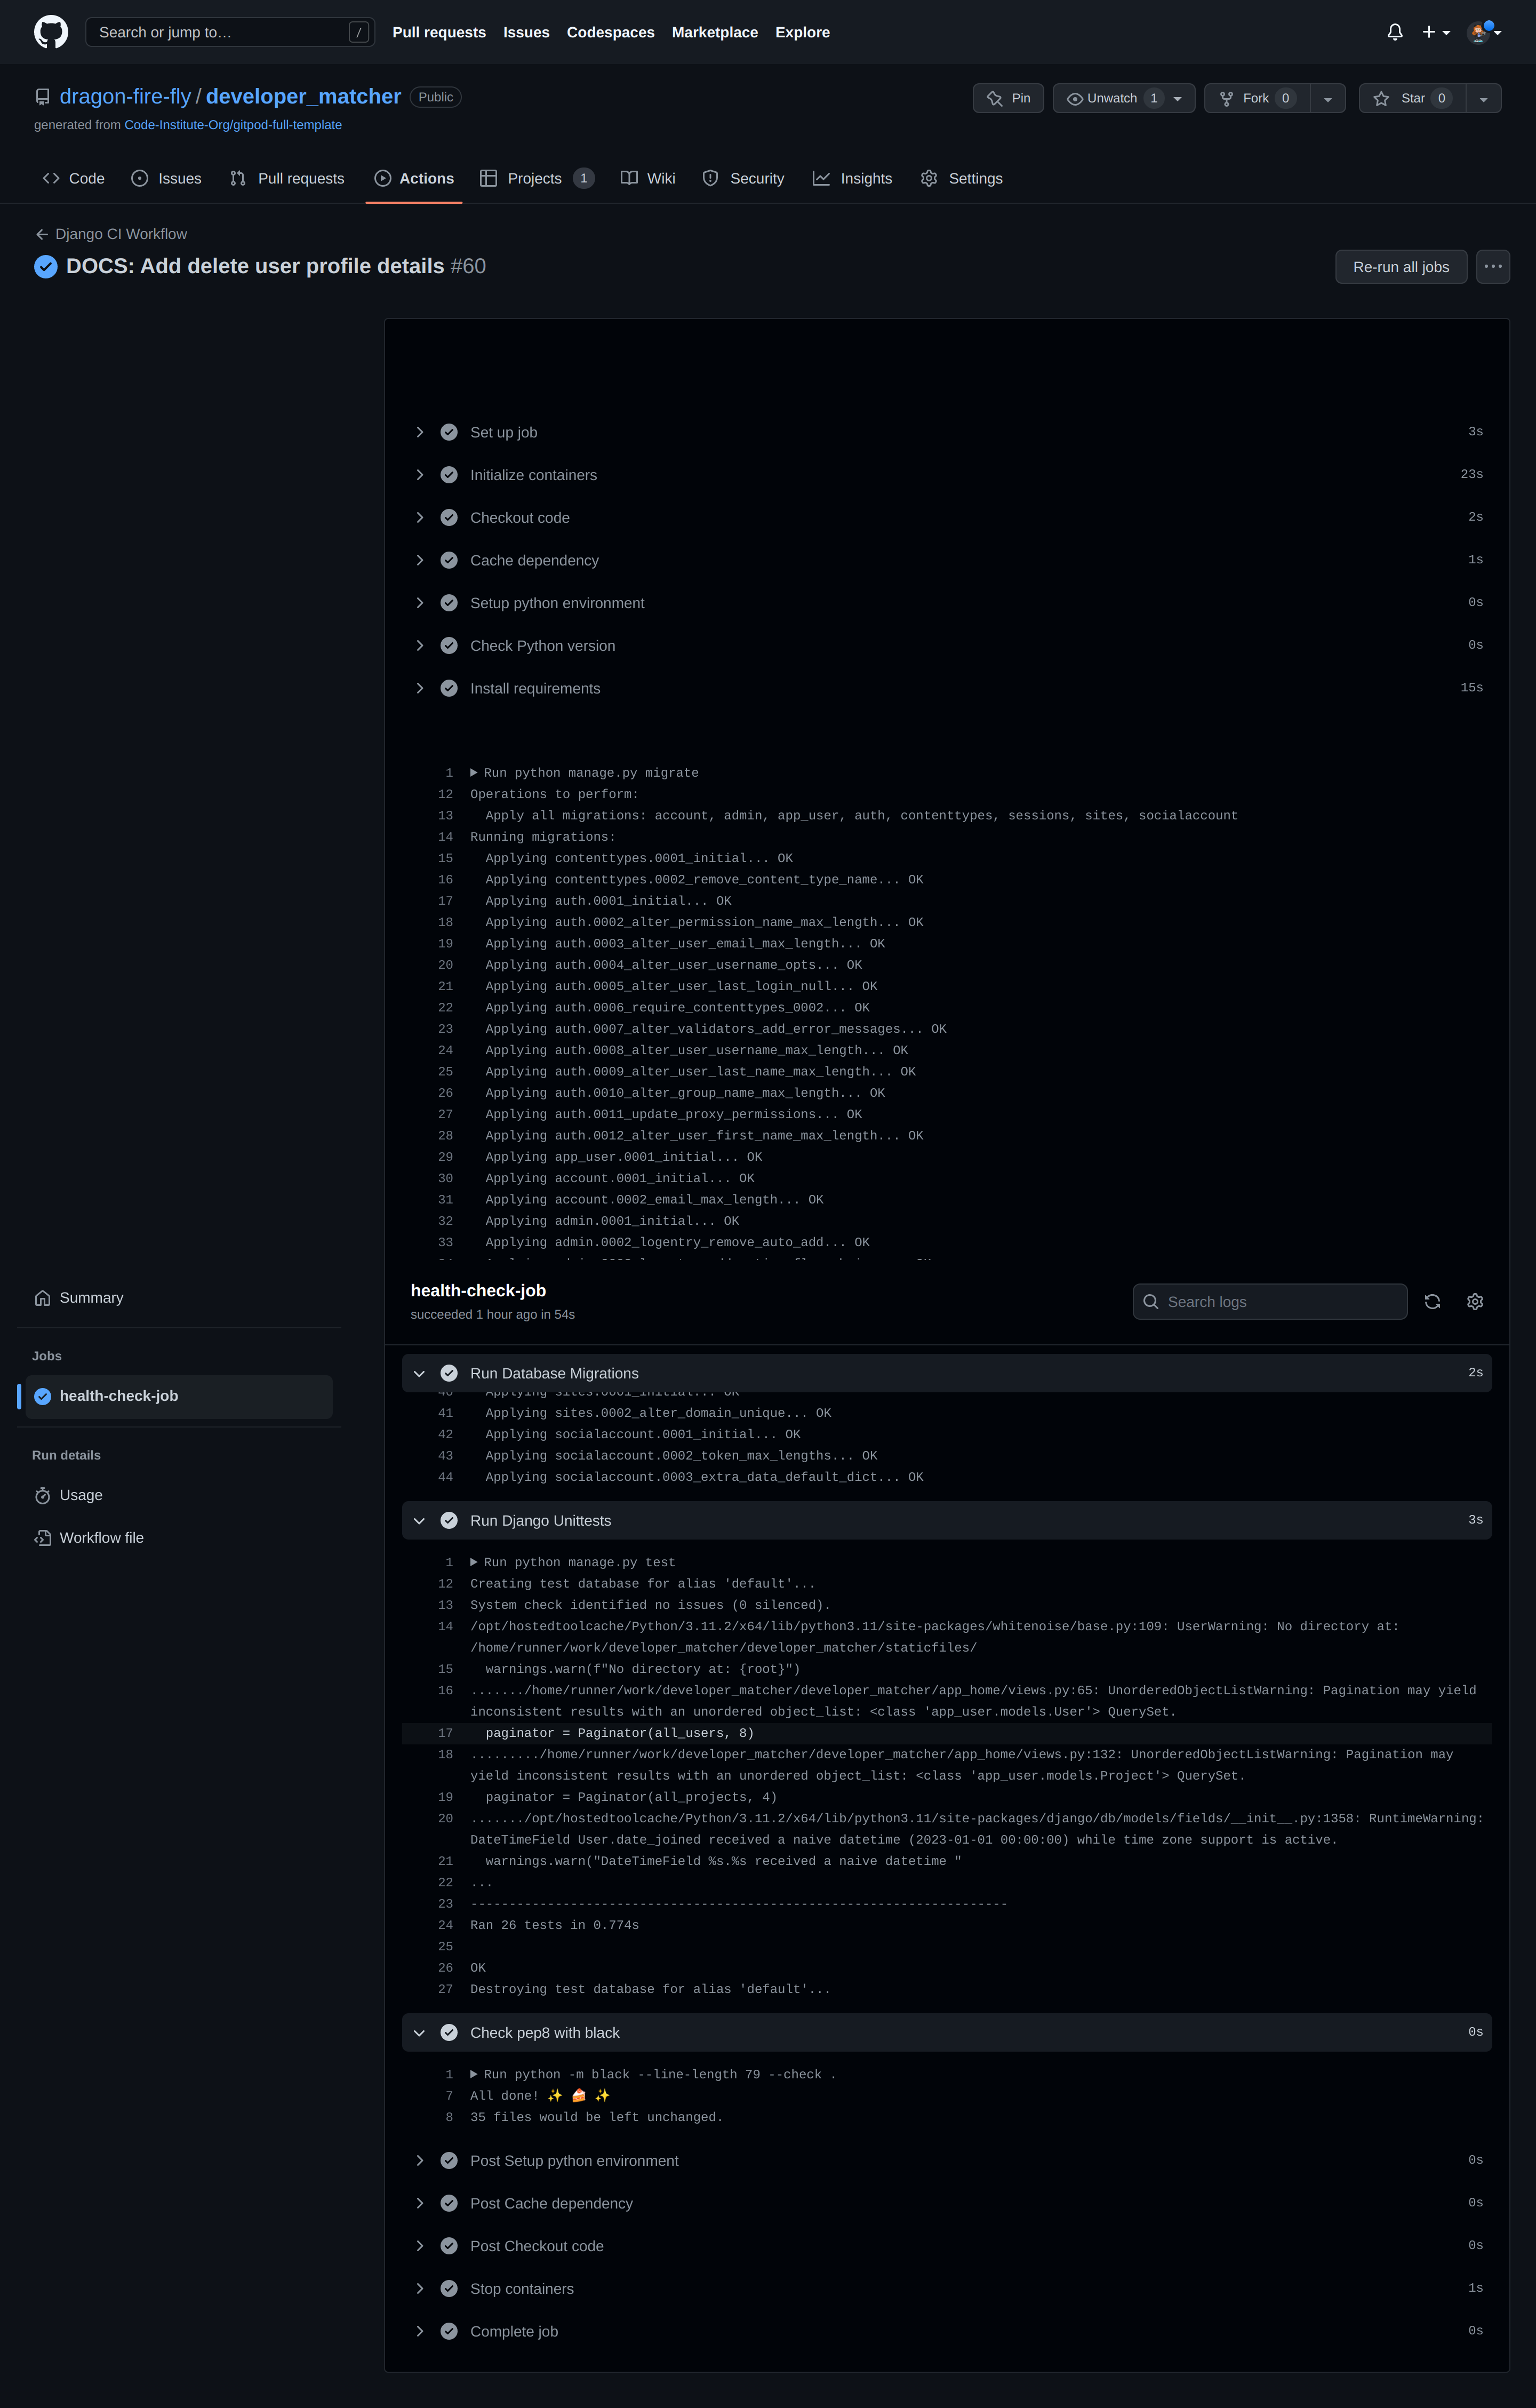 Search or jump to… /
Pull requests Issues Codespaces Marketplace Explore
dragon-fire-fly / developer_matcher Public
Pin Unwatch 1 Fork 0 Star 0
generated from Code-Institute-Org/gitpod-full-template
Code Issues Pull requests Actions Projects 1 Wiki Security Insights Settings
Django CI Workflow
DOCS: Add delete user profile details #60
Re-run all jobs
Set up job 3s
Initialize containers 23s
Checkout code 2s
Cache dependency 1s
Setup python environment 0s
Check Python version 0s
Install requirements 15s
1 Run python manage.py migrate
12 Operations to perform:
13 Apply all migrations: account, admin, app_user, auth, contenttypes, sessions, sites, socialaccount
14 Running migrations:
15 Applying contenttypes.0001_initial... OK
16 Applying contenttypes.0002_remove_content_type_name... OK
17 Applying auth.0001_initial... OK
18 Applying auth.0002_alter_permission_name_max_length... OK
19 Applying auth.0003_alter_user_email_max_length... OK
20 Applying auth.0004_alter_user_username_opts... OK
21 Applying auth.0005_alter_user_last_login_null... OK
22 Applying auth.0006_require_contenttypes_0002... OK
23 Applying auth.0007_alter_validators_add_error_messages... OK
24 Applying auth.0008_alter_user_username_max_length... OK
25 Applying auth.0009_alter_user_last_name_max_length... OK
26 Applying auth.0010_alter_group_name_max_length... OK
27 Applying auth.0011_update_proxy_permissions... OK
28 Applying auth.0012_alter_user_first_name_max_length... OK
29 Applying app_user.0001_initial... OK
30 Applying account.0001_initial... OK
31 Applying account.0002_email_max_length... OK
32 Applying admin.0001_initial... OK
33 Applying admin.0002_logentry_remove_auto_add... OK
Summary
Jobs
health-check-job
Run details
Usage
Workflow file
health-check-job
succeeded 1 hour ago in 54s
Search logs
Run Database Migrations 2s
40 Applying sites.0001_initial... OK
41 Applying sites.0002_alter_domain_unique... OK
42 Applying socialaccount.0001_initial... OK
43 Applying socialaccount.0002_token_max_lengths... OK
44 Applying socialaccount.0003_extra_data_default_dict... OK
Run Django Unittests 3s
1 Run python manage.py test
12 Creating test database for alias 'default'...
13 System check identified no issues (0 silenced).
14 /opt/hostedtoolcache/Python/3.11.2/x64/lib/python3.11/site-packages/whitenoise/base.py:109: UserWarning: No directory at:
/home/runner/work/developer_matcher/developer_matcher/staticfiles/
15 warnings.warn(f"No directory at: {root}")
16 ......./home/runner/work/developer_matcher/developer_matcher/app_home/views.py:65: UnorderedObjectListWarning: Pagination may yield
inconsistent results with an unordered object_list: <class 'app_user.models.User'> QuerySet.
17 paginator = Paginator(all_users, 8)
18 ........./home/runner/work/developer_matcher/developer_matcher/app_home/views.py:132: UnorderedObjectListWarning: Pagination may
yield inconsistent results with an unordered object_list: <class 'app_user.models.Project'> QuerySet.
19 paginator = Paginator(all_projects, 4)
20 ......./opt/hostedtoolcache/Python/3.11.2/x64/lib/python3.11/site-packages/django/db/models/fields/__init__.py:1358: RuntimeWarning:
DateTimeField User.date_joined received a naive datetime (2023-01-01 00:00:00) while time zone support is active.
21 warnings.warn("DateTimeField %s.%s received a naive datetime "
22 ...
23 ----------------------------------------------------------------------
24 Ran 26 tests in 0.774s
25
26 OK
27 Destroying test database for alias 'default'...
Check pep8 with black 0s
1 Run python -m black --line-length 79 --check .
7 All done! ✨ 🍰 ✨
8 35 files would be left unchanged.
Post Setup python environment 0s
Post Cache dependency 0s
Post Checkout code 0s
Stop containers 1s
Complete job 0s